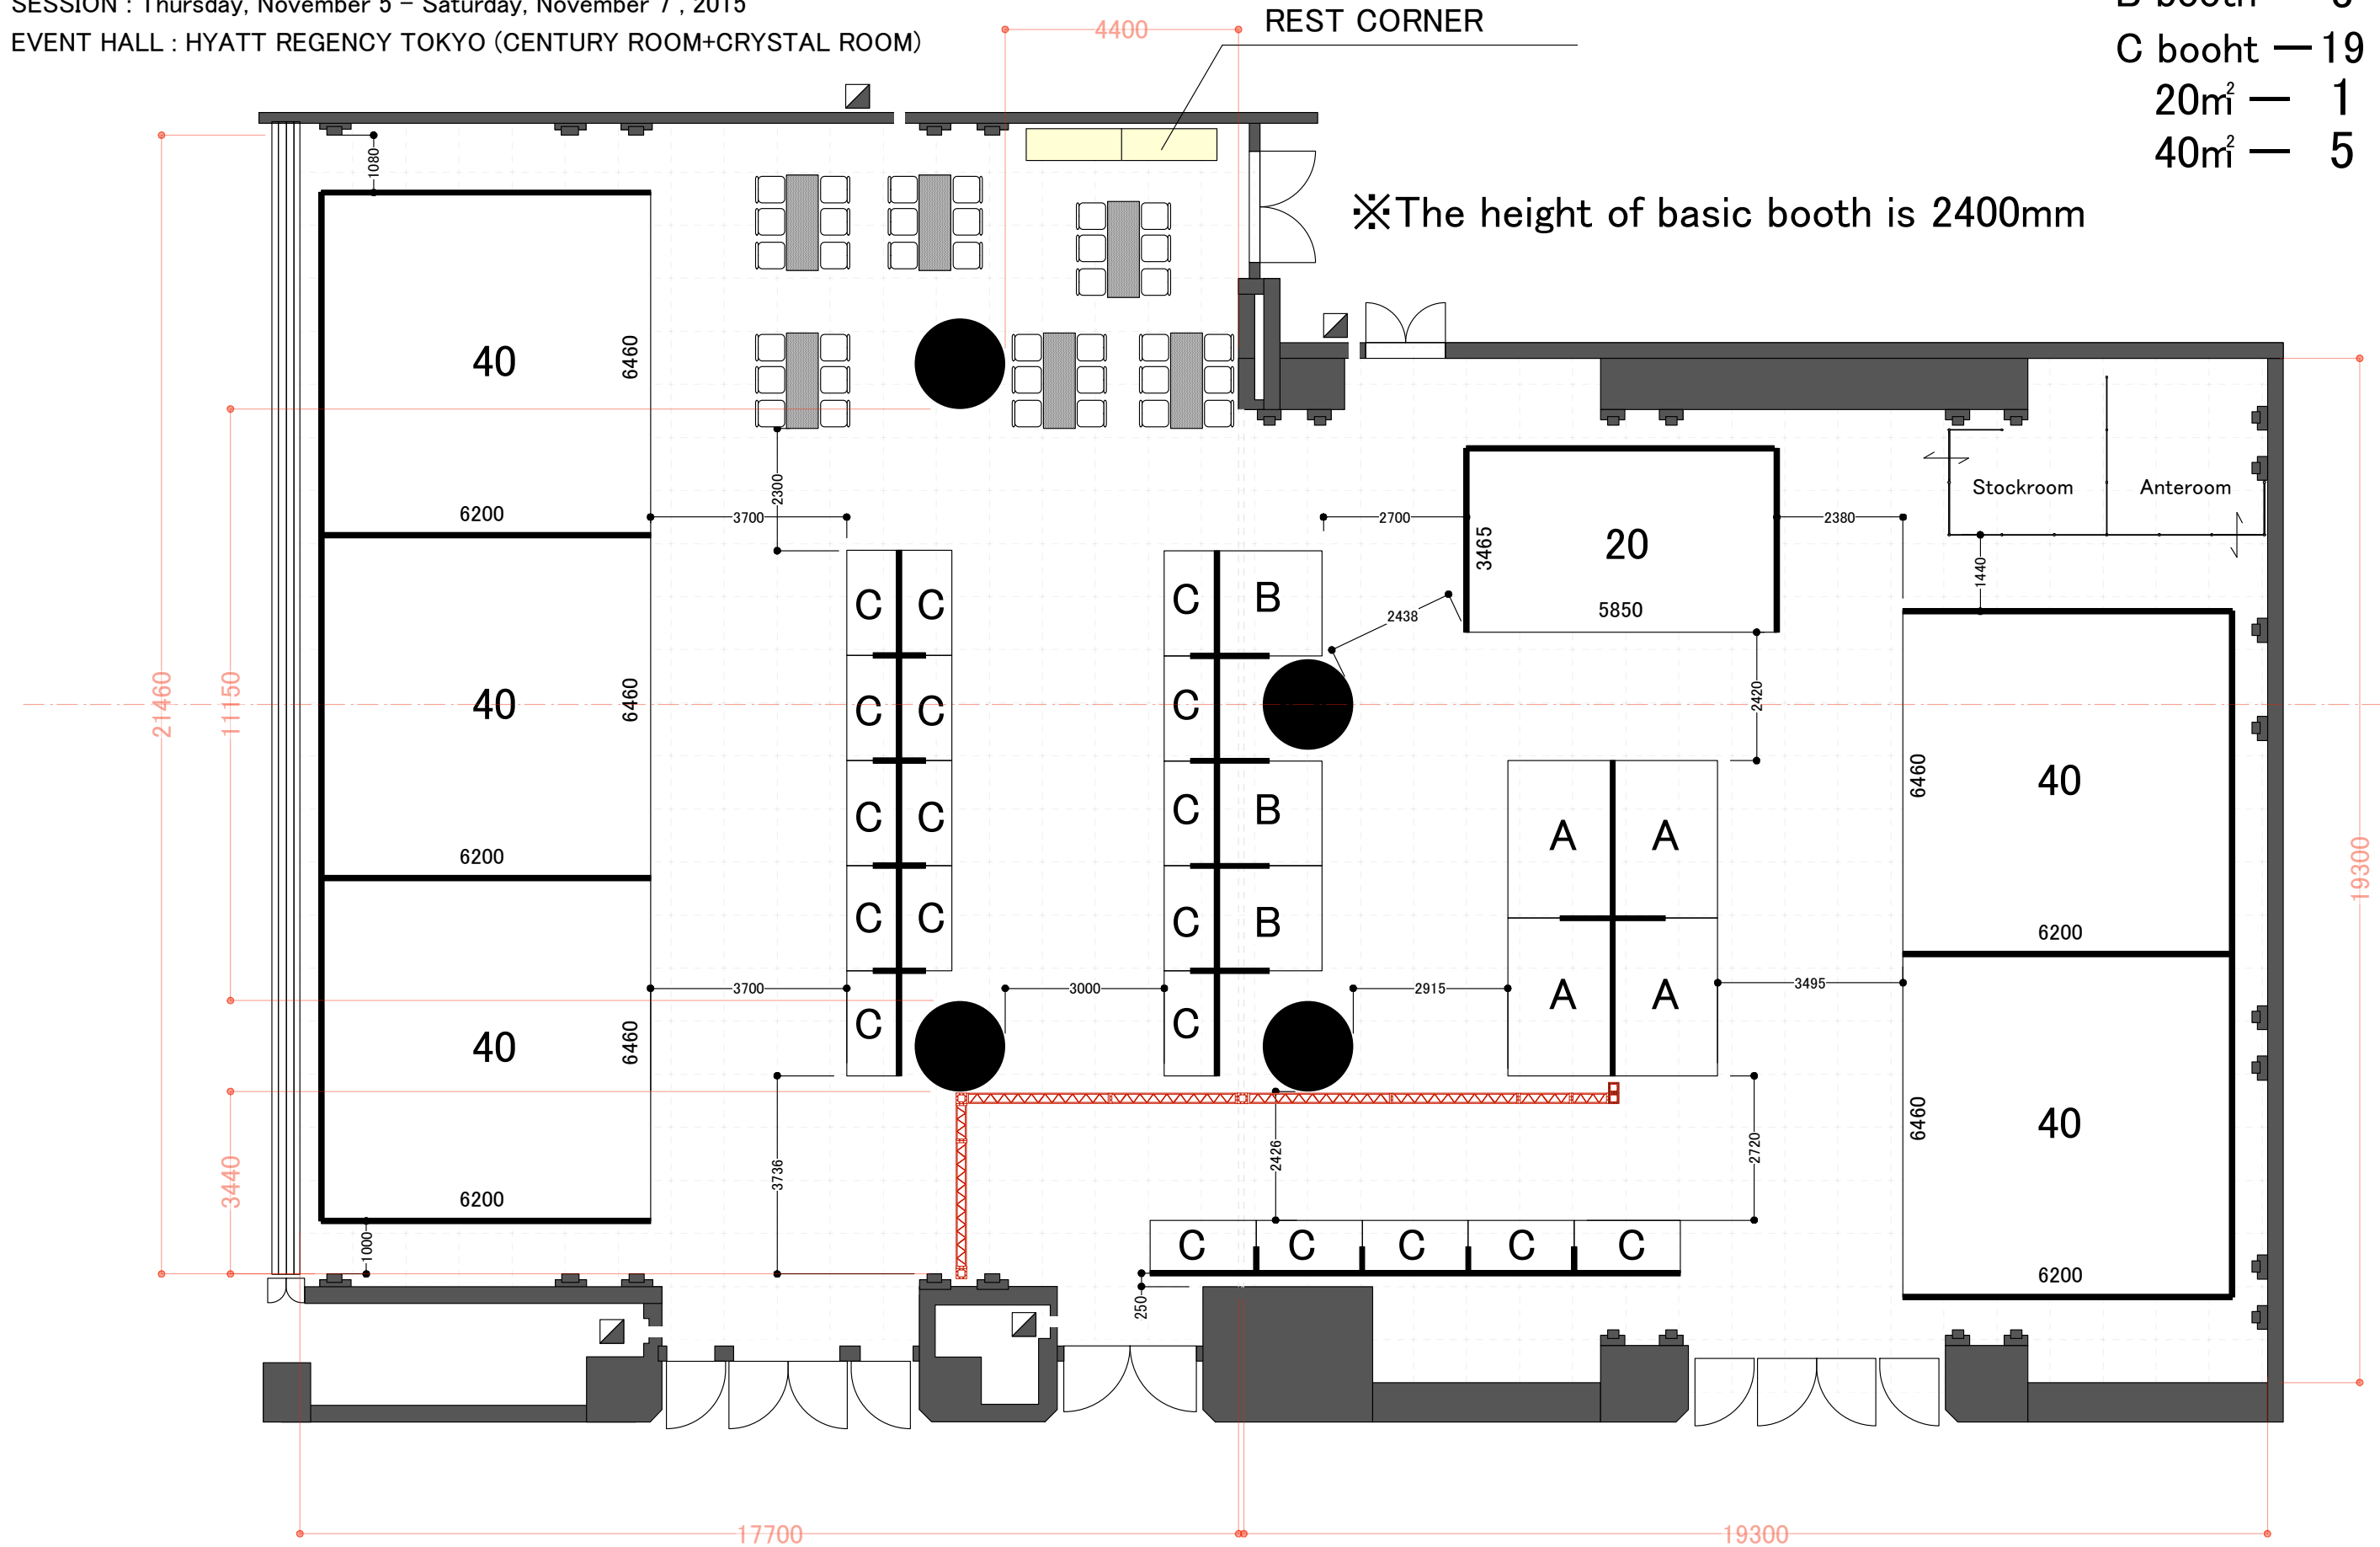 SESSION : Thursday, November 5 - Saturday, November 7 , 2015
EVENT HALL : HYATT REGENCY TOKYO (CENTURY ROOM+CRYSTAL ROOM)
4400
REST CORNER
B booth
C booht — 19
20㎡ — 1
40㎡ — 5
※The height of basic booth is 2400mm
1080
40
6460
6200
2300
3700
2700
3465
20
5850
2380
Stockroom
Anteroom
1440
2438
2420
21460
11150
40
6460
6200
C C
C B
C C
C
C C
C B
C C
C B
C
C
A A
A A
40
6460
6200
19300
3700
3000
2915
3495
40
6460
6200
3440
1000
3736
2426
2720
40
6460
6200
C C C C C
250
17700
19300